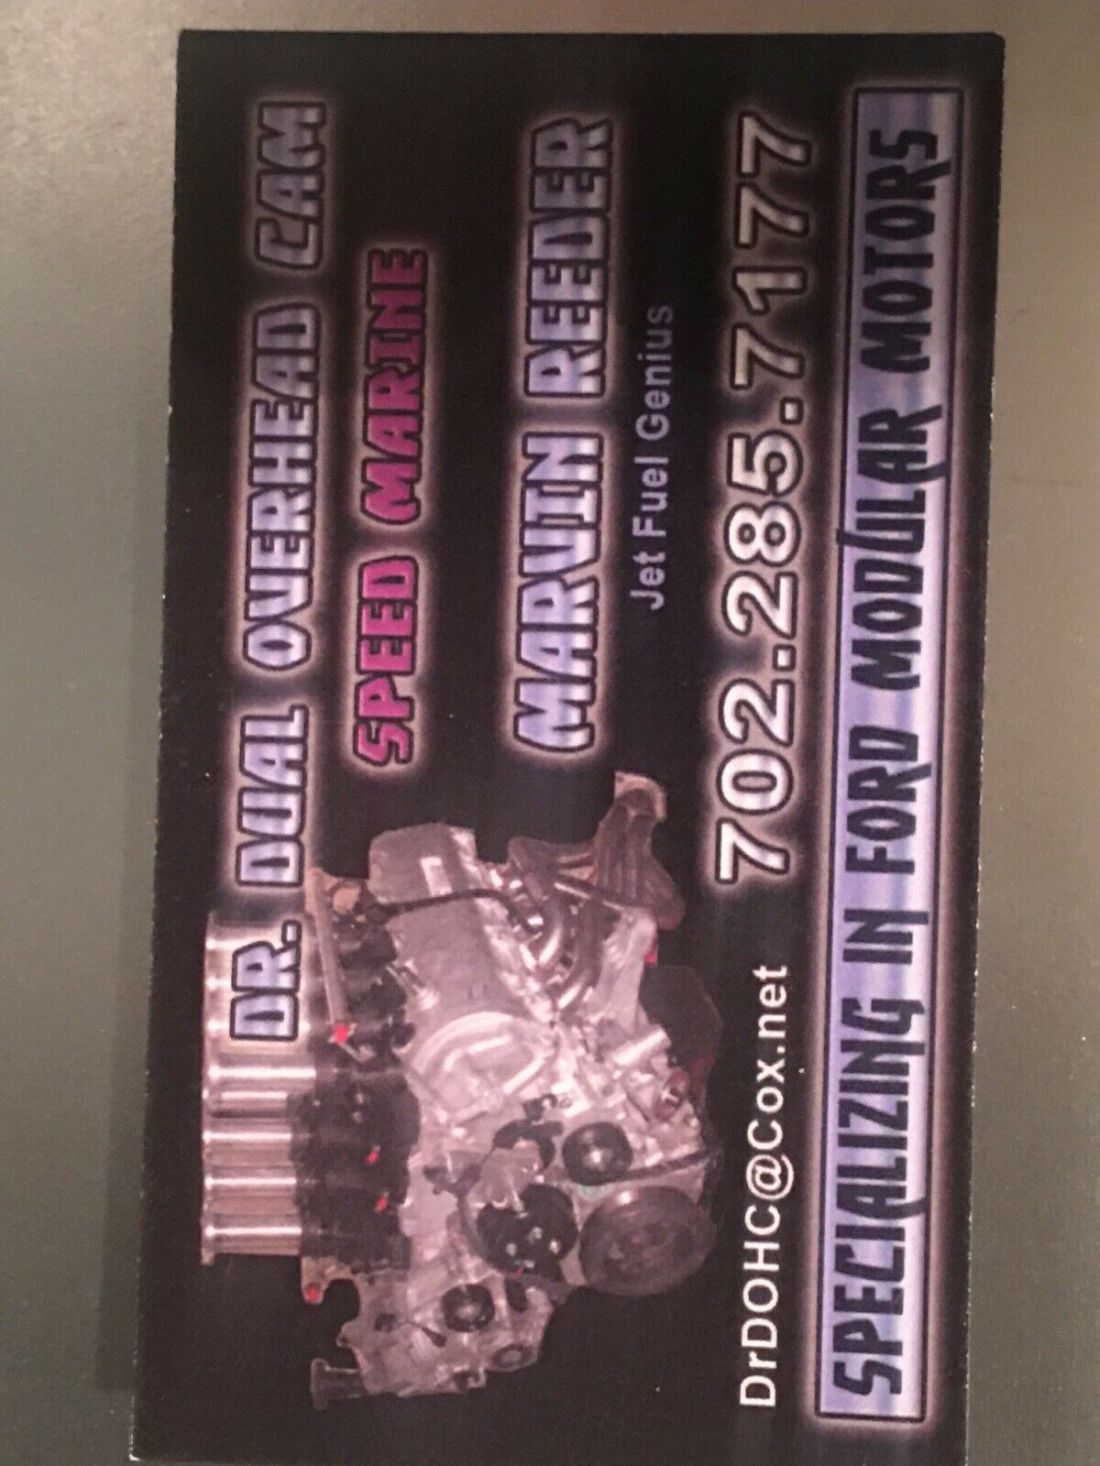 DR. DUAL OVERHEAD CAM
SPEED MARINE
MARVIN REEDER
Jet Fuel Genius
DrDOHC@Cox.net 702.285.7177
SPECIALIZING IN FORD MODULAR MOTORS